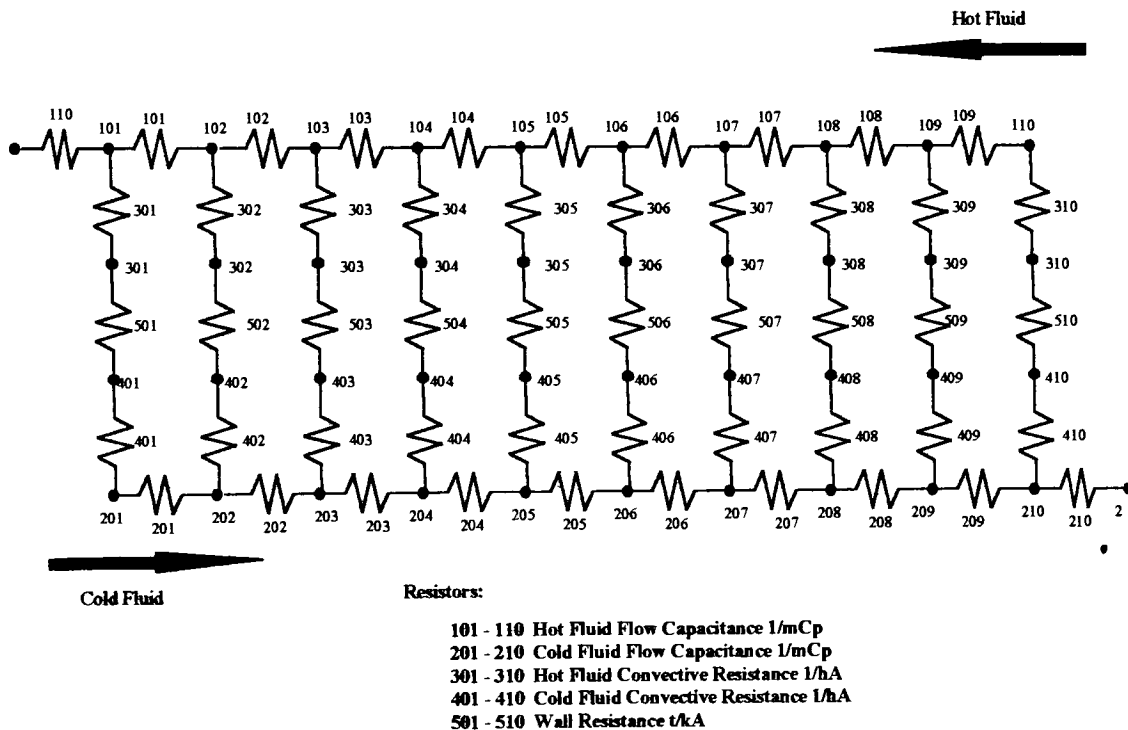 Hot Fluid
110 101 102 103 104 105 106 107 108 109
101 102 103 104 105 106 107 108 109 110
301 302 303 304 305 306 307 308 309 310
301 302 303 304 305 306 307 308 309 310
501 502 503 504 505 506 507 508 509 510
401 402 403 404 405 406 407 408 409 410
401 402 403 404 405 406 407 408 409 410
201 202 203 204 205 206 207 208 209 210 2
201 202 203 204 205 206 207 208 209 210
Cold Fluid
Resistors:
101 - 110 Hot Fluid Flow Capacitance 1/mCp
201 - 210 Cold Fluid Flow Capacitance 1/mCp
301 - 310 Hot Fluid Convective Resistance 1/hA
401 - 410 Cold Fluid Convective Resistance 1/hA
501 - 510 Wall Resistance t/kA